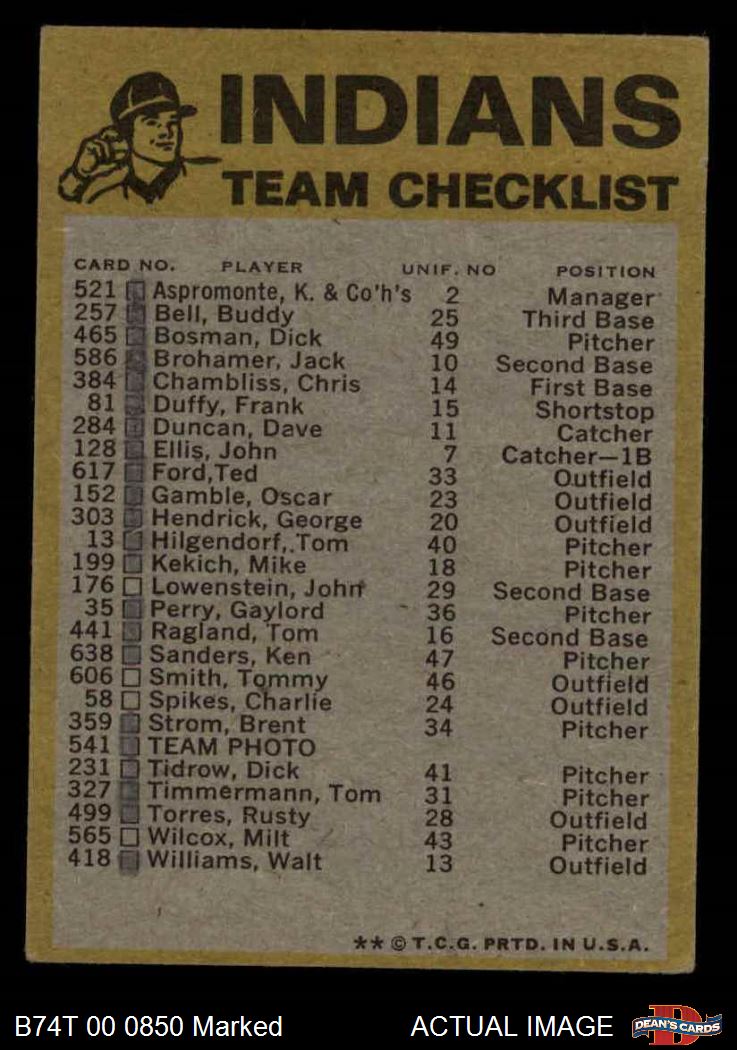 INDIANS
TEAM CHECKLIST
CARD NO. PLAYER UNIF. NO POSITION
521 Aspromonte, K. & Co'h's 2 Manager
257 Bell, Buddy 25 Third Base
465 Bosman, Dick 49 Pitcher
586 Brohamer, Jack 10 Second Base
384 Chambliss, Chris 14 First Base
81 Duffy, Frank 15 Shortstop
284 Duncan, Dave 11 Catcher
128 Ellis, John 7 Catcher—1B
617 Ford,Ted 33 Outfield
152 Gamble, Oscar 23 Outfield
303 Hendrick, George 20 Outfield
13 Hilgendorf, Tom 40 Pitcher
199 Kekich, Mike 18 Pitcher
176 Lowenstein, John 29 Second Base
35 Perry, Gaylord 36 Pitcher
441 Ragland, Tom 16 Second Base
638 Sanders, Ken 47 Pitcher
606 Smith, Tommy 46 Outfield
58 Spikes, Charlie 24 Outfield
359 Strom, Brent 34 Pitcher
541 TEAM PHOTO
231 Tidrow, Dick 41 Pitcher
327 Timmermann, Tom 31 Pitcher
499 Torres, Rusty 28 Outfield
565 Wilcox, Milt 43 Pitcher
418 Williams, Walt 13 Outfield
** © T.C.G. PRTD. IN U.S.A.
B74T 00 0850 Marked ACTUAL IMAGE DEAN'S CARDS